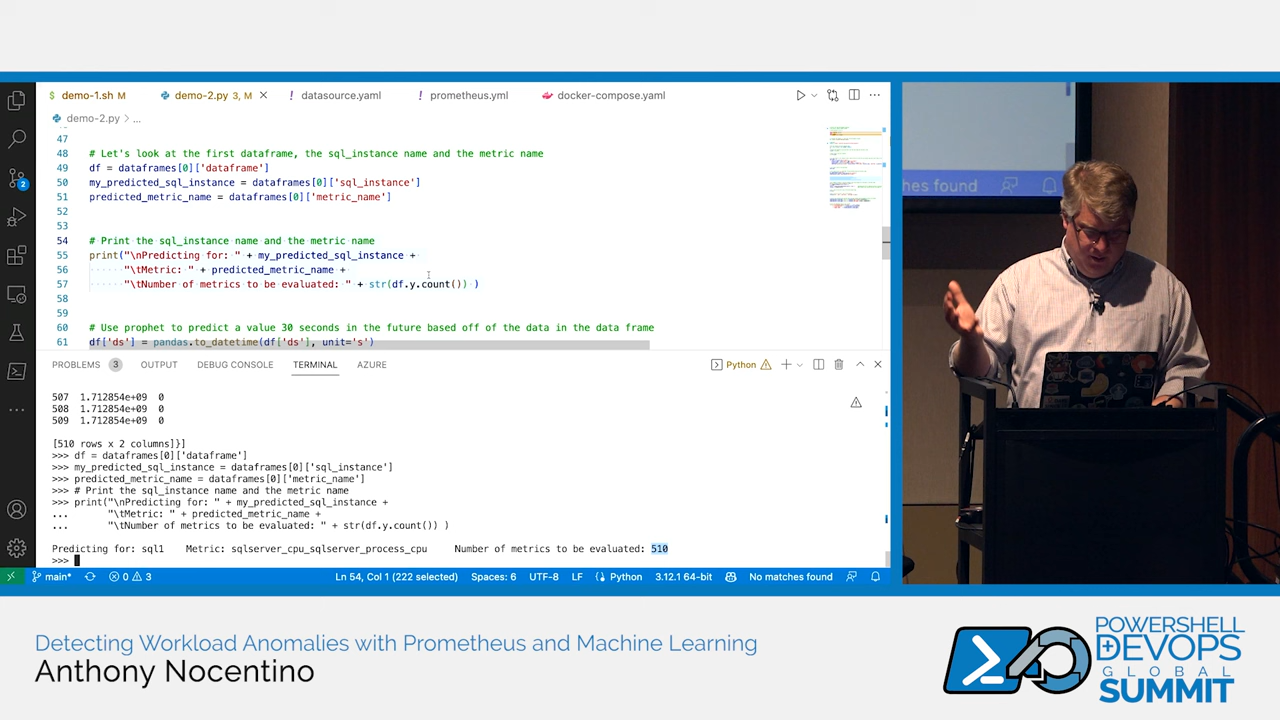 demo-1.sh M
demo-2.py 3, M
datasource.yaml
prometheus.yml
docker-compose.yaml
demo-2.py > ...
47
48 # Let's treat the first dataframe, the sql_instance name and the metric name
49 df = dataframes[0]['dataframe']
50 my_predicted_sql_instance = dataframes[0]['sql_instance']
51 predicted_metric_name = dataframes[0]['metric_name']
52
53
54 # Print the sql_instance name and the metric name
55 print("\nPredicting for: " + my_predicted_sql_instance +
56 "\tMetric: " + predicted_metric_name +
57 "\tNumber of metrics to be evaluated: " + str(df.y.count()) )
58
59
60 # Use prophet to predict a value 30 seconds in the future based off of the data in the data frame
61 df['ds'] = pandas.to_datetime(df['ds'], unit='s')
2
PROBLEMS 3 OUTPUT DEBUG CONSOLE TERMINAL AZURE
Python
507 1.712854e+09 0
508 1.712854e+09 0
509 1.712854e+09 0
[510 rows x 2 columns]}]
>>> df = dataframes[0]['dataframe']
>>> my_predicted_sql_instance = dataframes[0]['sql_instance']
>>> predicted_metric_name = dataframes[0]['metric_name']
>>> # Print the sql_instance name and the metric name
>>> print("\nPredicting for: " + my_predicted_sql_instance +
... "\tMetric: " + predicted_metric_name +
... "\tNumber of metrics to be evaluated: " + str(df.y.count()) )
Predicting for: sql1 Metric: sqlserver_cpu_sqlserver_process_cpu Number of metrics to be evaluated: 510
>>>
main* 0 3 Ln 54, Col 1 (222 selected) Spaces: 6 UTF-8 LF Python 3.12.1 64-bit No matches found
hes found
Detecting Workload Anomalies with Prometheus and Machine Learning
Anthony Nocentino
POWERSHELL
DEVOPS
GLOBAL
SUMMIT